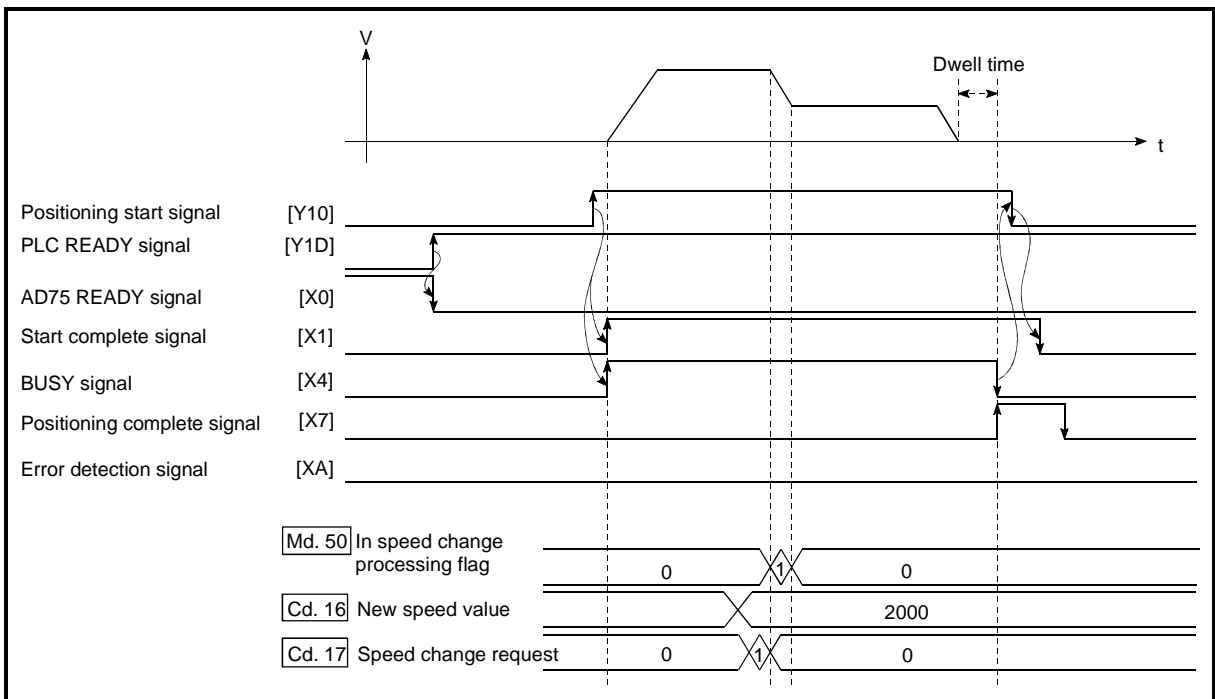 V
Dwell time
t
Positioning start signal [Y10]
PLC READY signal [Y1D]
AD75 READY signal [X0]
Start complete signal [X1]
BUSY signal [X4]
Positioning complete signal [X7]
Error detection signal [XA]
Md. 50 In speed change
processing flag 0 1 0
Cd. 16 New speed value 2000
Cd. 17 Speed change request 0 1 0